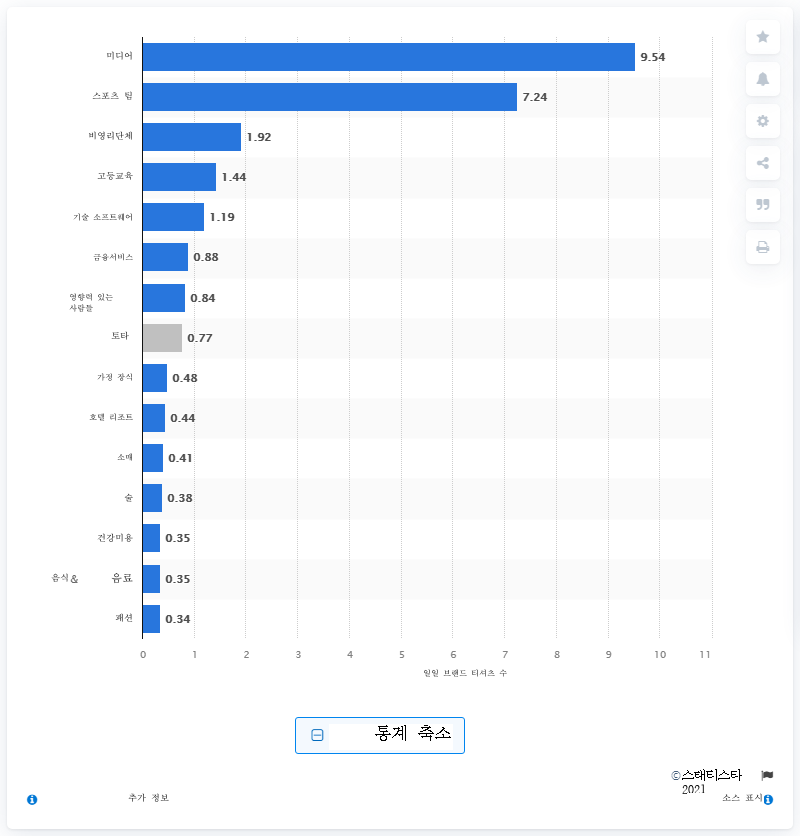 미디어 9.54
스포츠 팀 7.24
비영리단체 1.92
고등교육 1.44
기술 소프트웨어 1.19
금융서비스 0.88
영향력 있는
사람들 0.84
토타 0.77
가정 장식 0.48
호텔 리조트 0.44
소매 0.41
술 0.38
건강미용 0.35
음식& 음료 0.35
패션 0.34
0 1 2 3 4 5 6 7 8 9 10 11
일일 브랜드 티셔츠 수
통계 축소
©스태티스타
2021
추가 정보 소스 표시